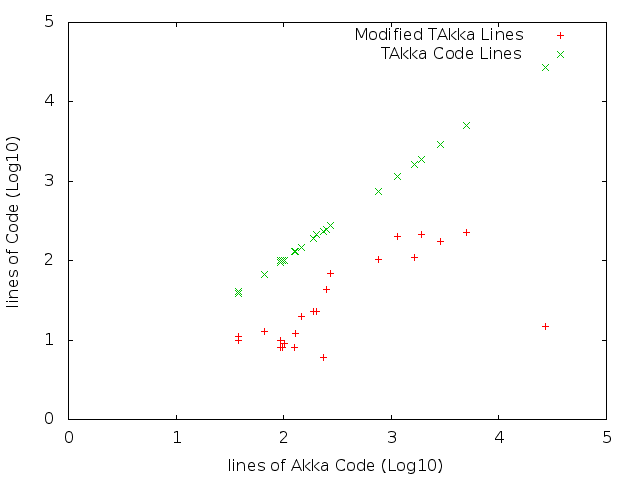 5
Modified TAkka Lines
TAkka Code Lines
4
3
2
1
0
lines of Code (Log10)
0 1 2 3 4 5
lines of Akka Code (Log10)